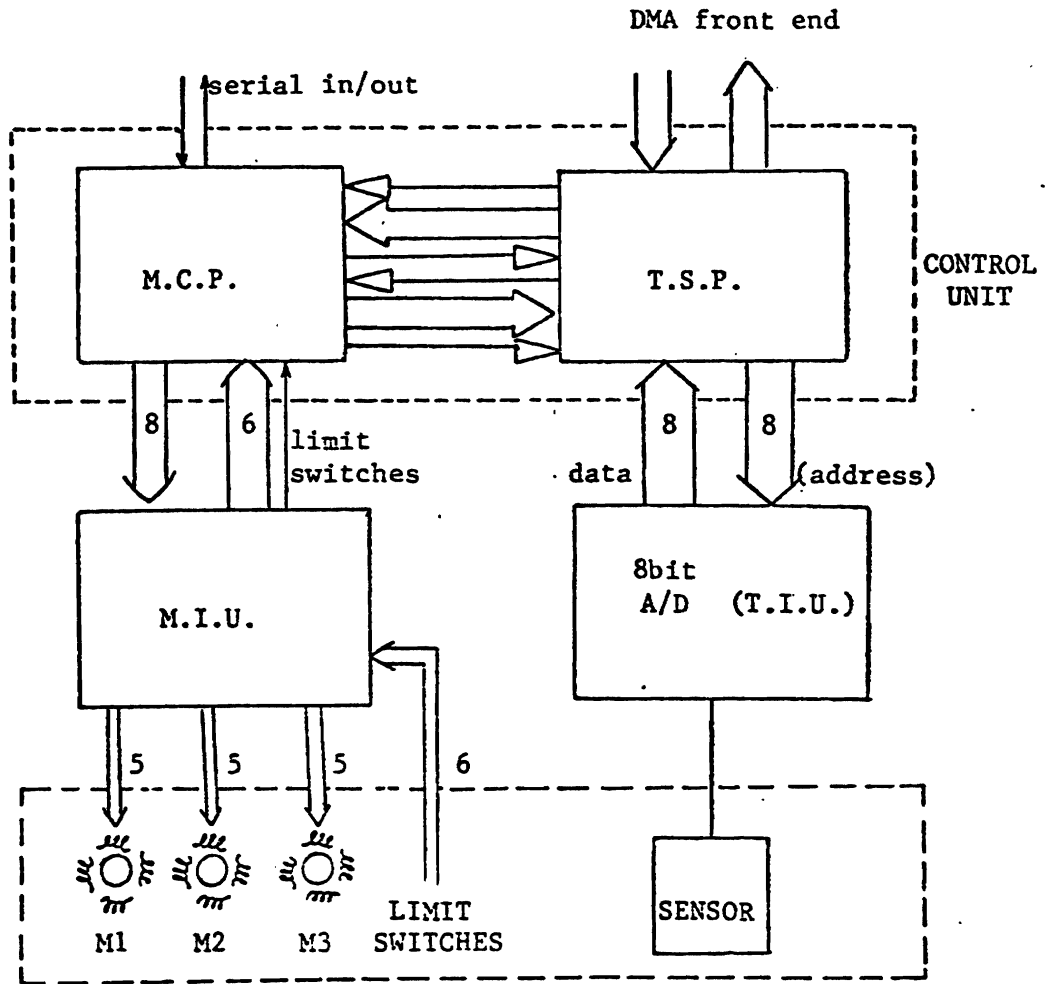 DMA front end
serial in/out
M.C.P.
T.S.P.
CONTROL
UNIT
8
6
limit
switches
8
8
data
(address)
M.I.U.
8bit
A/D (T.I.U.)
5
5
5
6
M1
M2
M3
LIMIT
SWITCHES
SENSOR